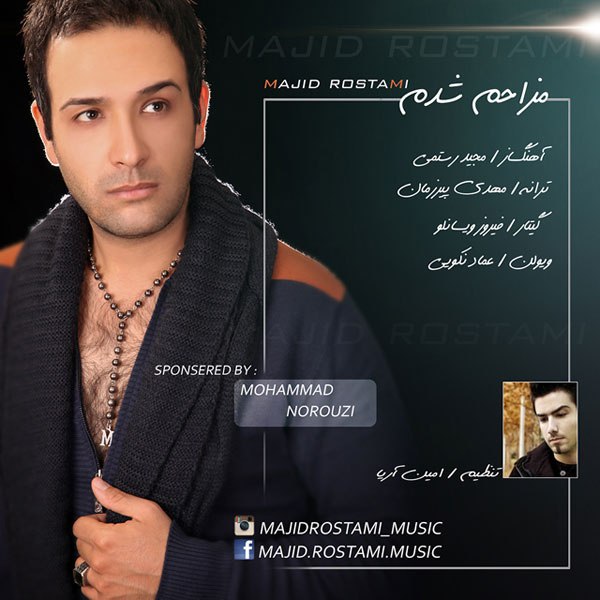 MAJID ROSTAMI
MAJID ROSTAMI
مزاحم شدم
آهنگساز / مجید رستمی
ترانه / مهدی پیرزمان
گیتار / فیروز ویسانلو
ویولن / عماد نکویی
MAJID ROSTAMI
SPONSERED BY :
MOHAMMAD
NOROUZI
تنظیم / امین آریا
M
MAJIDROSTAMI_MUSIC
f MAJID.ROSTAMI.MUSIC